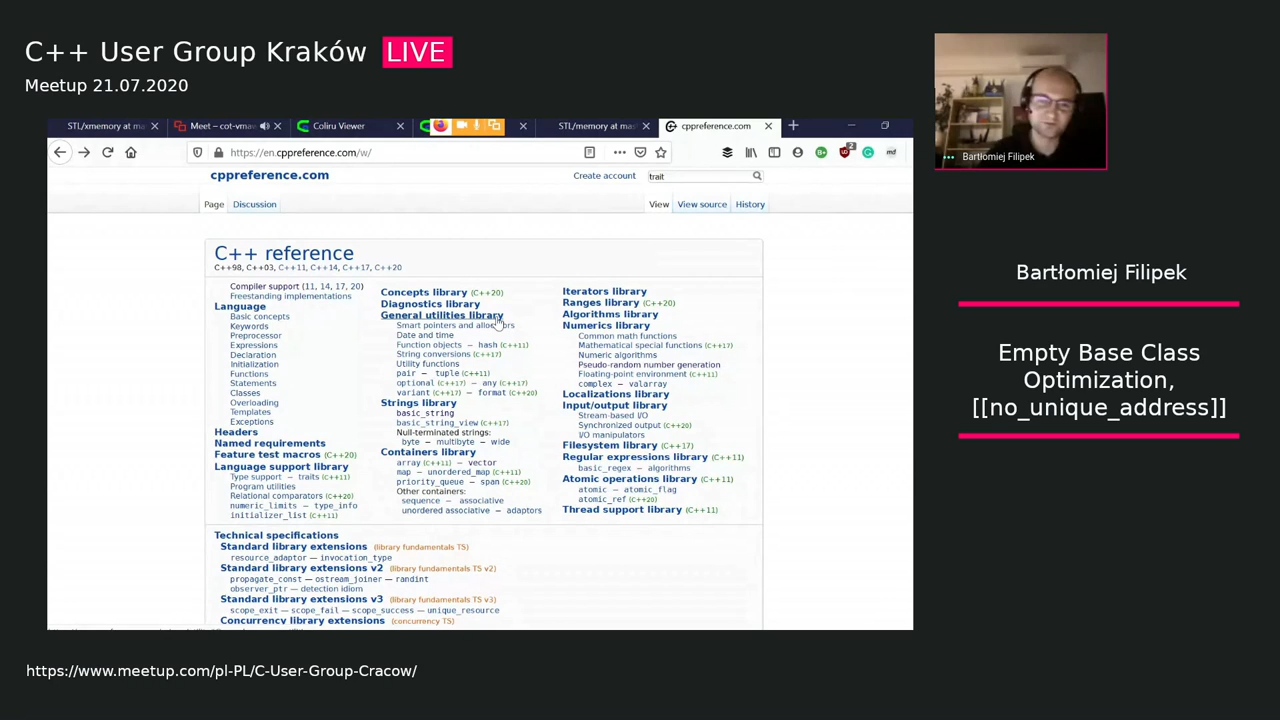 C++ User Group Kraków LIVE
Meetup 21.07.2020
STL/xmemory at ma
Meet – cot-vmaw
Coliru Viewer
STL/memory at mas
cppreference.com
https://en.cppreference.com/w/
2
md
cppreference.com
Create account
trait
Page
Discussion
View
View source
History
C++ reference
C++98, C++03, C++11, C++14, C++17, C++20
Compiler support (11, 14, 17, 20)
Freestanding implementations
Language
Basic concepts
Keywords
Preprocessor
Expressions
Declaration
Initialization
Functions
Statements
Classes
Overloading
Templates
Exceptions
Headers
Named requirements
Feature test macros (C++20)
Language support library
Type support — traits (C++11)
Program utilities
Relational comparators (C++20)
numeric_limits — type_info
initializer_list (C++11)
Concepts library (C++20)
Diagnostics library
General utilities library
Smart pointers and allocators
Date and time
Function objects — hash (C++11)
String conversions (C++17)
Utility functions
pair — tuple (C++11)
optional (C++17) — any (C++17)
variant (C++17) — format (C++20)
Strings library
basic_string
basic_string_view (C++17)
Null-terminated strings:
byte — multibyte — wide
Containers library
array (C++11) — vector
map — unordered_map (C++11)
priority_queue — span (C++20)
Other containers:
sequence — associative
unordered associative — adaptors
Iterators library
Ranges library (C++20)
Algorithms library
Numerics library
Common math functions
Mathematical special functions (C++17)
Numeric algorithms
Pseudo-random number generation
Floating-point environment (C++11)
complex — valarray
Localizations library
Input/output library
Stream-based I/O
Synchronized output (C++20)
I/O manipulators
Filesystem library (C++17)
Regular expressions library (C++11)
basic_regex — algorithms
Atomic operations library (C++11)
atomic — atomic_flag
atomic_ref (C++20)
Thread support library (C++11)
Technical specifications
Standard library extensions (library fundamentals TS)
resource_adaptor — invocation_type
Standard library extensions v2 (library fundamentals TS v2)
propagate_const — ostream_joiner — randint
observer_ptr — detection idiom
Standard library extensions v3 (library fundamentals TS v3)
scope_exit — scope_fail — scope_success — unique_resource
Concurrency library extensions (concurrency TS)
Bartłomiej Filipek
Bartłomiej Filipek
Empty Base Class
Optimization,
[[no_unique_address]]
https://www.meetup.com/pl-PL/C-User-Group-Cracow/